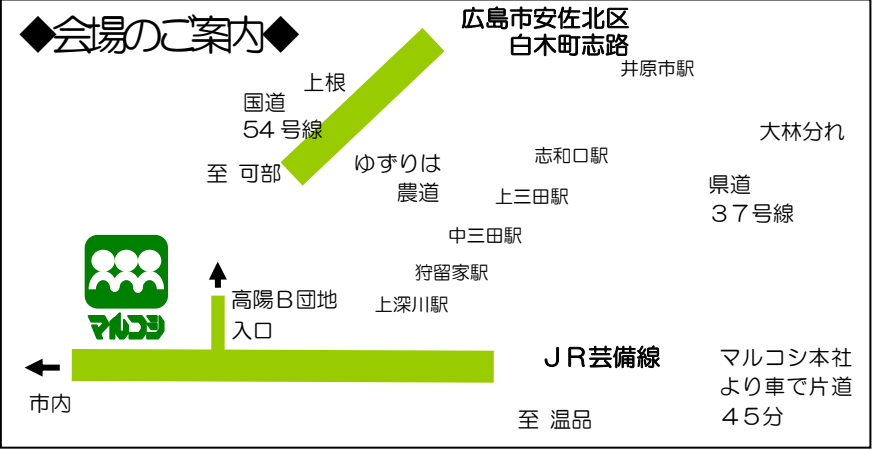 ◆会場のご案内◆
広島市安佐北区
白木町志路
井原市駅
上根
国道
54号線
大林分れ
至 可部
ゆずりは
農道
志和口駅
上三田駅
県道
37号線
中三田駅
狩留家駅
上深川駅
高陽B団地
入口
マルコシ
JR芸備線
マルコシ本社
より車で片道
45分
市内
至 温品